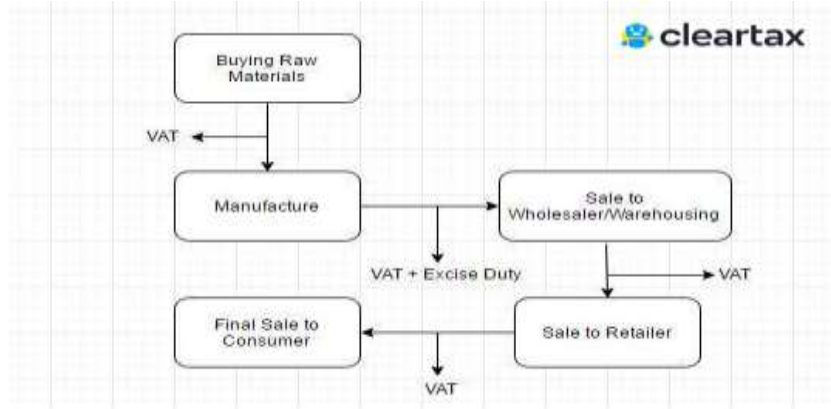 cleartax
Buying Raw
Materials
VAT
Manufacture
Sale to
Wholesaler/Warehousing
VAT + Excise Duty
VAT
Final Sale to
Consumer
Sale to Retailer
VAT